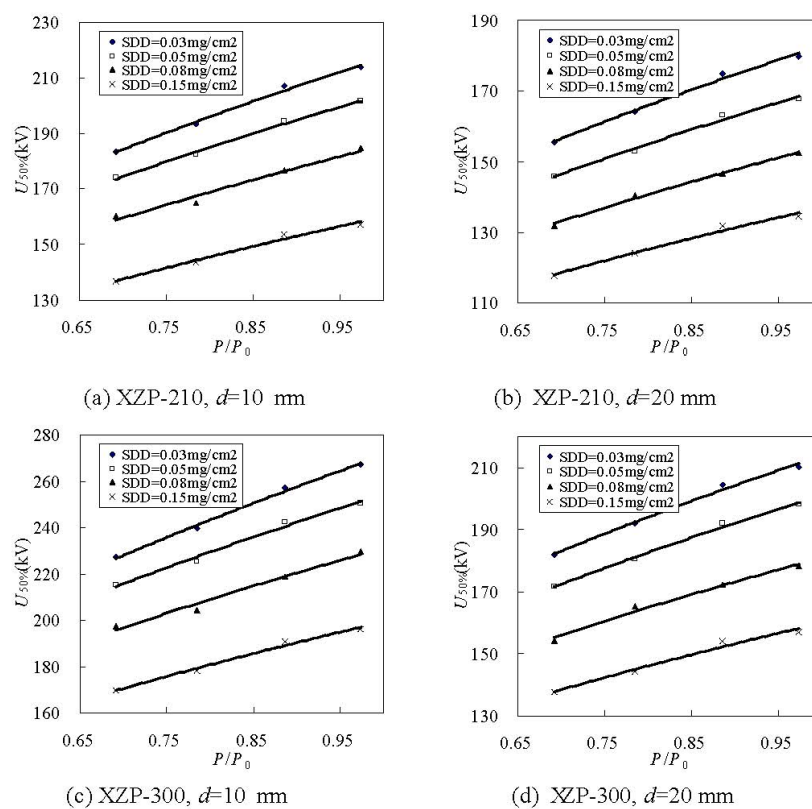 230
210
190
170
150
130
U50%(kV)
SDD=0.03mg/cm2
SDD=0.05mg/cm2
SDD=0.08mg/cm2
SDD=0.15mg/cm2
0.65 0.75 0.85 0.95
P/P0
(a) XZP-210, d=10 mm
190
170
150
130
110
U50%(kV)
SDD=0.03mg/cm2
SDD=0.05mg/cm2
SDD=0.08mg/cm2
SDD=0.15mg/cm2
0.65 0.75 0.85 0.95
P/P0
(b) XZP-210, d=20 mm
280
260
240
220
200
180
160
U50%(kV)
SDD=0.03mg/cm2
SDD=0.05mg/cm2
SDD=0.08mg/cm2
SDD=0.15mg/cm2
0.65 0.75 0.85 0.95
P/P0
(c) XZP-300, d=10 mm
210
190
170
150
130
U50%(kV)
SDD=0.03mg/cm2
SDD=0.05mg/cm2
SDD=0.08mg/cm2
SDD=0.15mg/cm2
0.65 0.75 0.85 0.95
P/P0
(d) XZP-300, d=20 mm